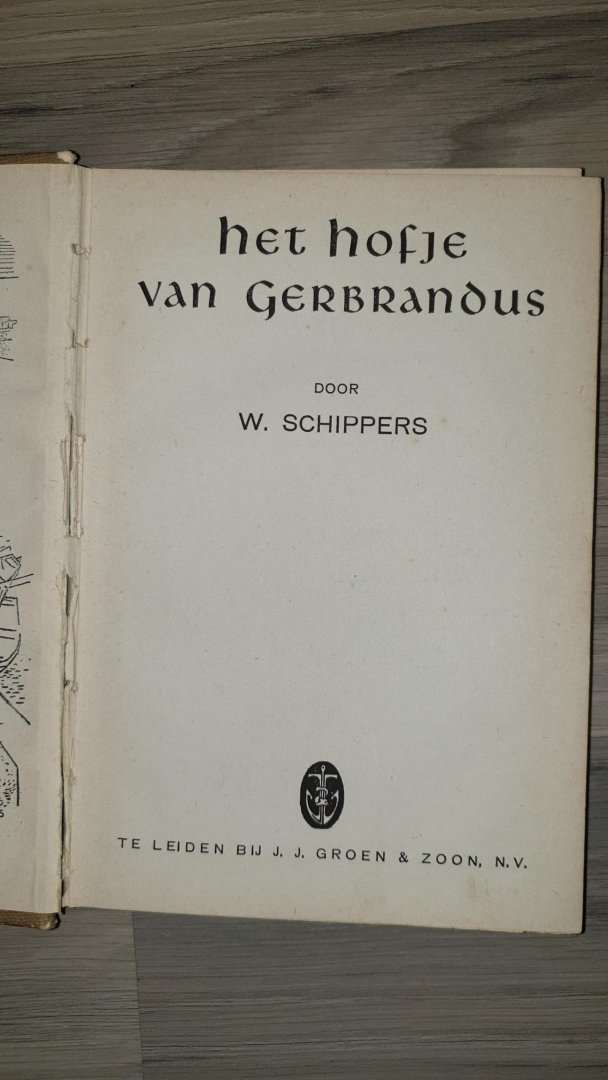 het hofje
van Gerbrandus
DOOR
W. SCHIPPERS
TE LEIDEN BIJ J. J. GROEN & ZOON, N.V.